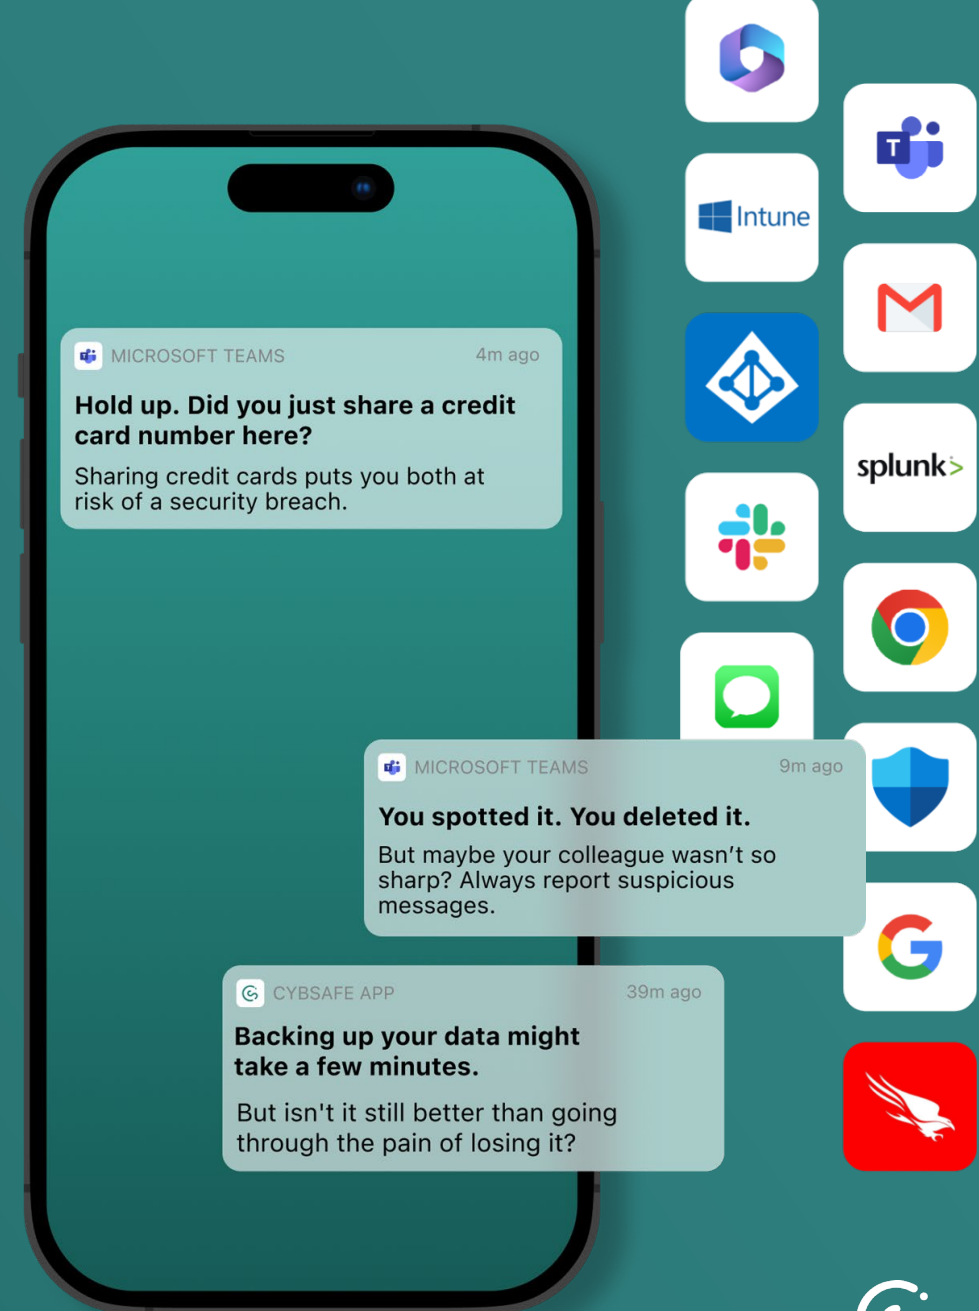 T
Intune
MICROSOFT TEAMS
4m ago
Hold up. Did you just share a credit
card number here?
Sharing credit cards puts you both at
risk of a security breach.
splunk>
MICROSOFT TEAMS
9m ago
You spotted it. You deleted it.
But maybe your colleague wasn’t so
sharp? Always report suspicious
messages.
CYBSAFE APP
39m ago
Backing up your data might
take a few minutes.
But isn't it still better than going
through the pain of losing it?